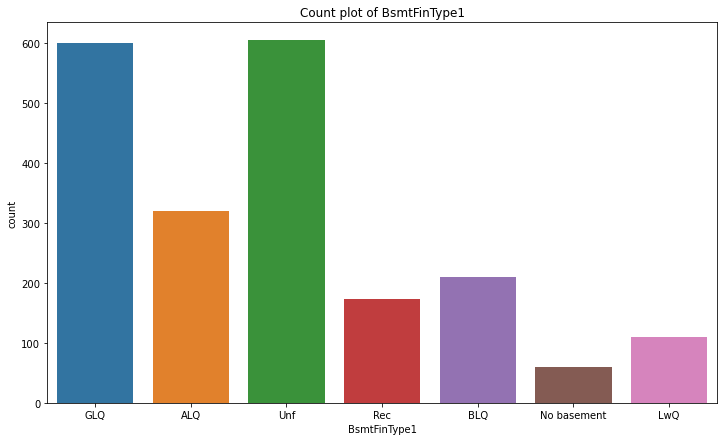 Count plot of BsmtFinType1
600
500
400
300
200
100
0
count
GLQ ALQ Unf Rec BLQ No basement LwQ
BsmtFinType1